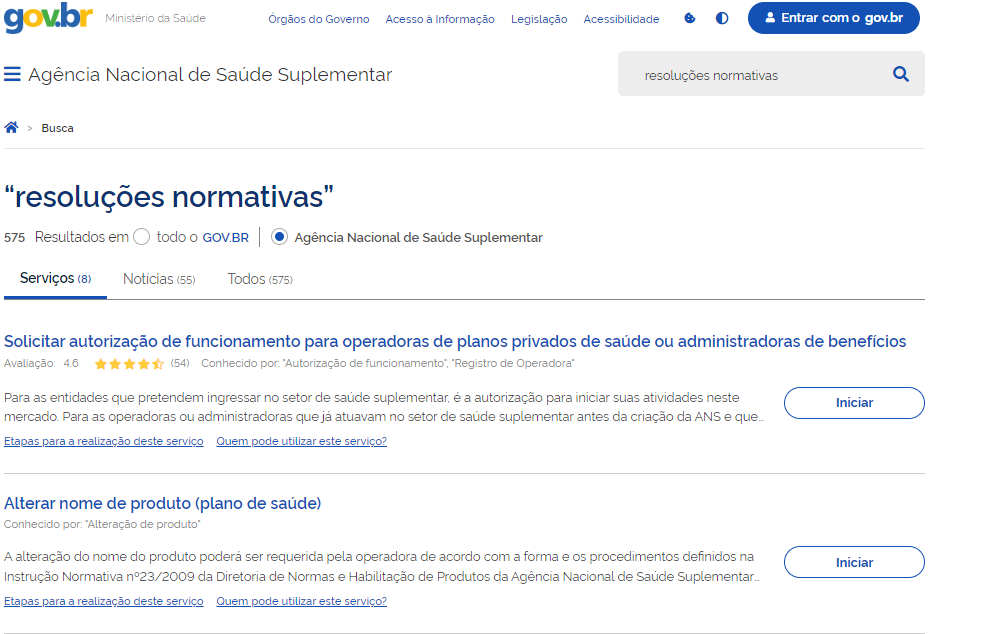 gov.br Ministério da Saúde Órgãos do Governo Acesso à Informação Legislação Acessibilidade Entrar com o gov.br
Agência Nacional de Saúde Suplementar resoluções normativas
> Busca
“resoluções normativas”
575 Resultados em todo o GOV.BR Agência Nacional de Saúde Suplementar
Serviços (8) Notícias (55) Todos (575)
Solicitar autorização de funcionamento para operadoras de planos privados de saúde ou administradoras de benefícios
Avaliação: 4.6 (54) Conhecido por: "Autorização de funcionamento", "Registro de Operadora"
Para as entidades que pretendem ingressar no setor de saúde suplementar, é a autorização para iniciar suas atividades neste
mercado. Para as operadoras ou administradoras que já atuavam no setor de saúde suplementar antes da criação da ANS e que...
Iniciar
Etapas para a realização deste serviço Quem pode utilizar este serviço?
Alterar nome de produto (plano de saúde)
Conhecido por: "Alteração de produto"
A alteração do nome do produto poderá ser requerida pela operadora de acordo com a forma e os procedimentos definidos na
Instrução Normativa nº23/2009 da Diretoria de Normas e Habilitação de Produtos da Agência Nacional de Saúde Suplementar...
Iniciar
Etapas para a realização deste serviço Quem pode utilizar este serviço?